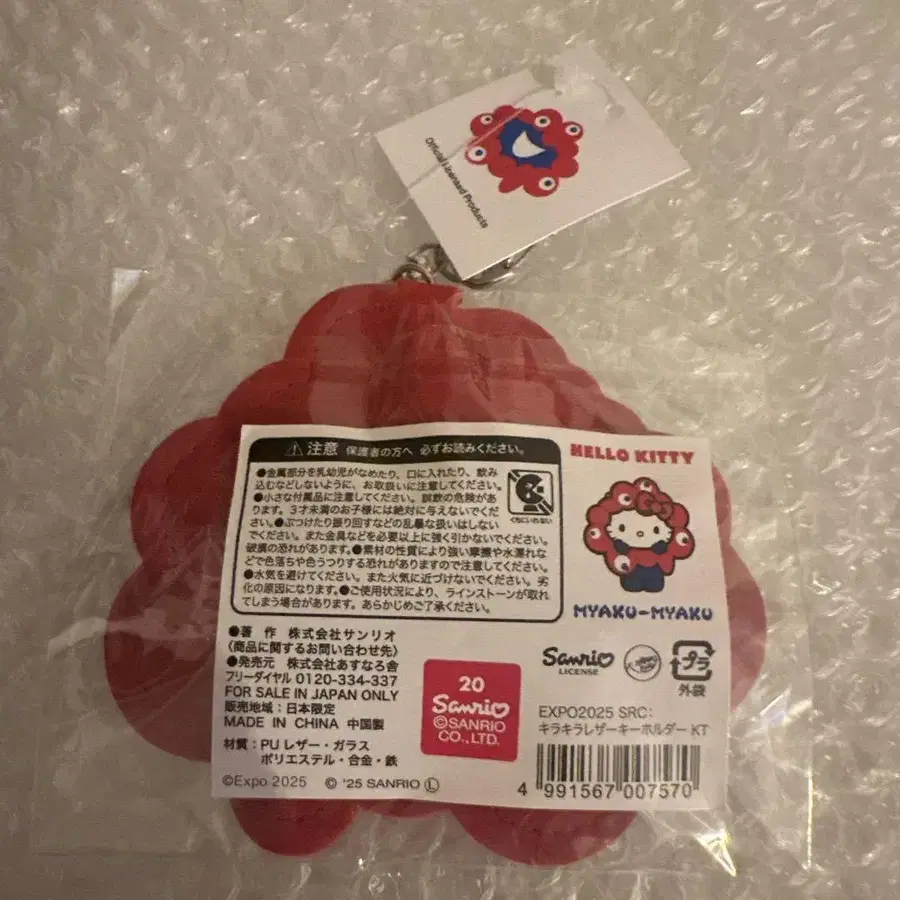 Official Licensed Products
注意 保護者の方へ 必ずお読みください。
●金属部分を乳幼児がなめたり、口に入れたり、飲み
込むなどしないように、お取扱いに注意してください。
●小さな付属品に注意してください。誤飲の危険があり
ます。3才未満のお子様には絶対に与えないでくださ
い。●ぶつけたり振り回すなどの乱暴な扱いはしない
でください。また金具などを必要以上に強く引かないでください。
破損の恐れがあります。●素材の性質により強い摩擦や水濡れな
どで色落ちや色うつりする恐れがありますので注意してください。
●水気を避けてください。また火気に近づけないでください。劣
化の原因になります。●ご使用状況により、ラインストーンが取れ
てしまう場合があります。あらかじめご了承ください。
くちにいれない
HELLO KITTY
MYAKU-MYAKU
●著 作 株式会社サンリオ
〈商品に関するお問い合わせ先〉
●発売元 株式会社あすなろ舎
フリーダイヤル 0120-334-337
FOR SALE IN JAPAN ONLY
販売地域:日本限定
MADE IN CHINA 中国製
材質:PU レザー・ガラス
ポリエステル・合金・鉄
©Expo 2025 © '25 SANRIO Ⓛ
20
Sanrio
©SANRIO
CO.,LTD.
Sanrio
LICENSE
プラ
外袋
EXPO2025 SRC:
キラキラレザーキーホルダー KT
4 991567 007570